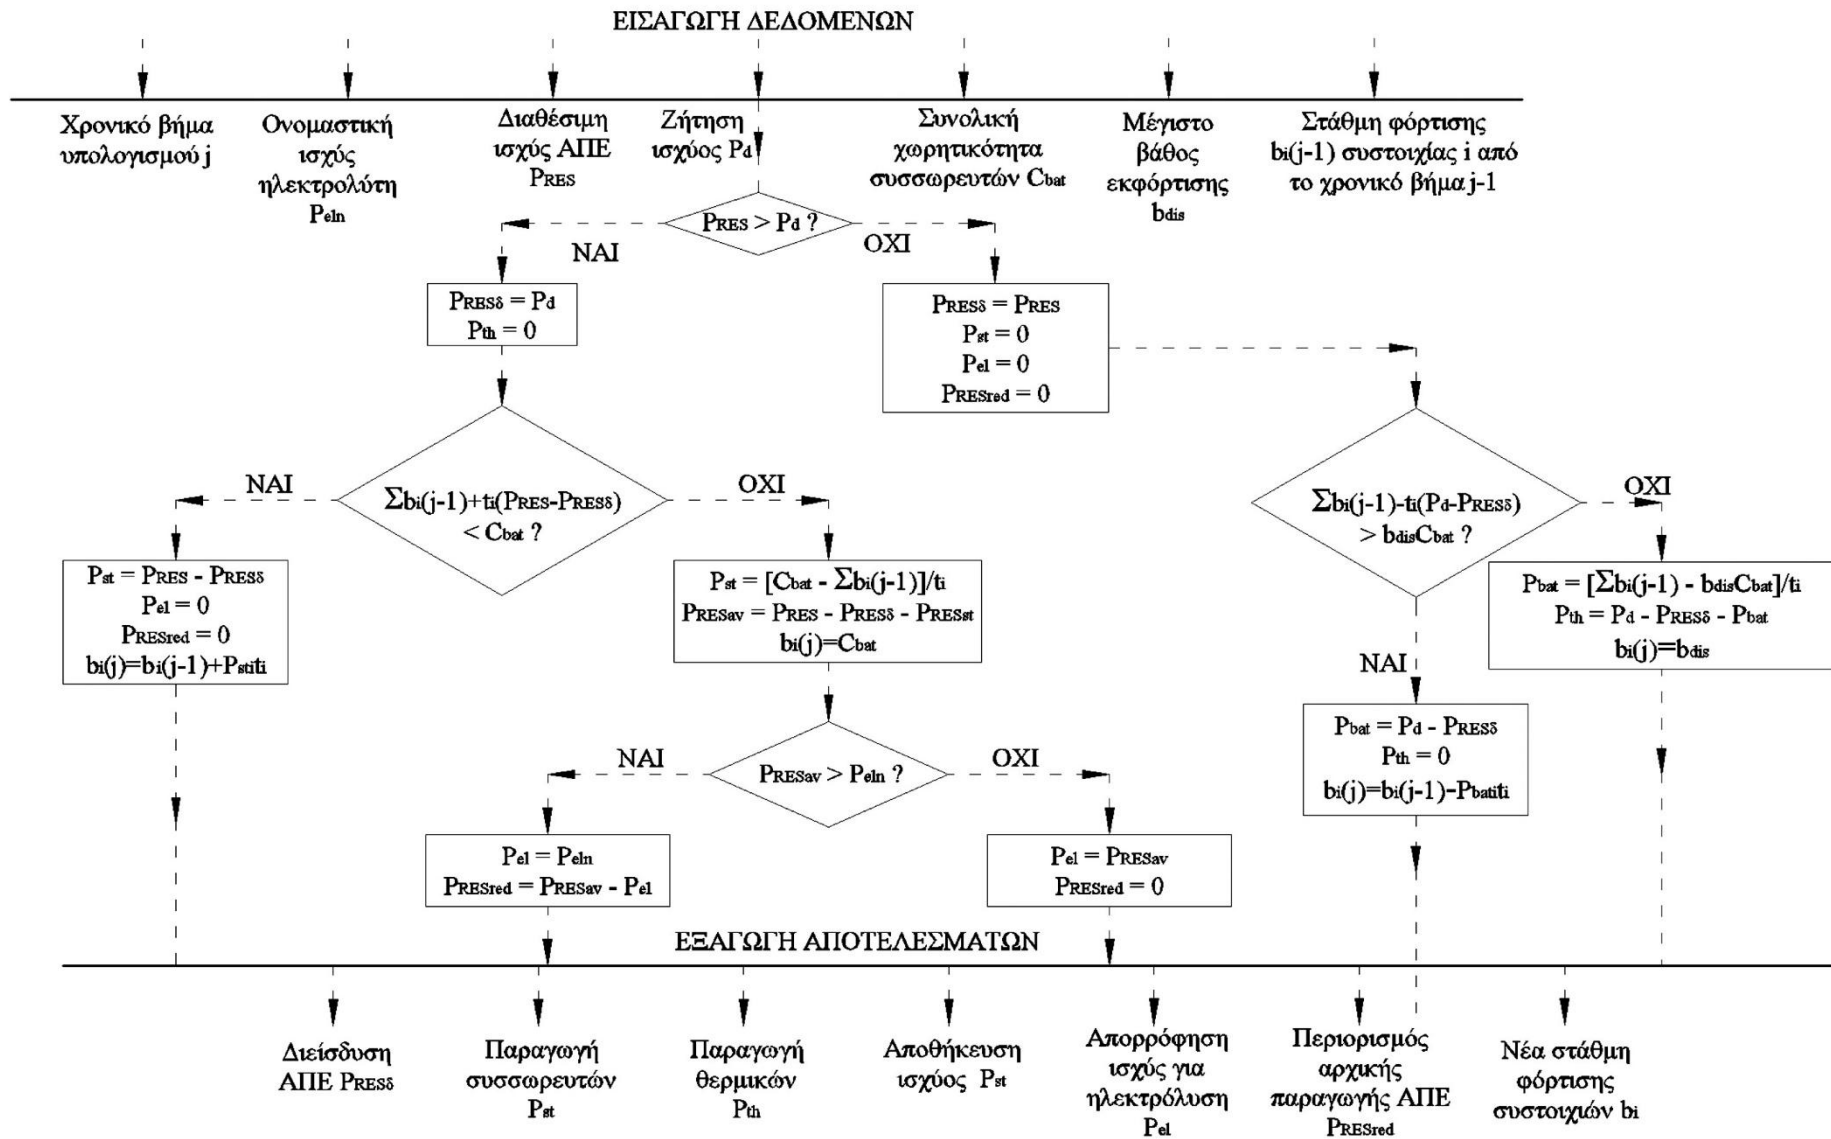 ΕΙΣΑΓΩΓΗ ΔΕΔΟΜΕΝΩΝ
Χρονικό βήμα
υπολογισμού j
Ονομαστική
ισχύς
ηλεκτρολύτη
Peln
Διαθέσιμη
ισχύς ΑΠΕ
PRES
Ζήτηση
ισχύος Pd
Συνολική
χωρητικότητα
συσσωρευτών Cbat
Μέγιστο
βάθος
εκφόρτισης
bdis
Στάθμη φόρτισης
bi(j-1) συστοιχίας i από
το χρονικό βήμα j-1
PRES > Pd ?
ΝΑΙ
ΟΧΙ
PRESδ = Pd
Pth = 0
PRESδ = PRES
Pst = 0
Pel = 0
PRESred = 0
ΝΑΙ
Σbi(j-1)+ti(PRES-PRESδ)
< Cbat ?
ΟΧΙ
Σbi(j-1)-ti(Pd-PRESδ)
> bdisCbat ?
ΟΧΙ
Pst = PRES - PRESδ
Pel = 0
PRESred = 0
bi(j)=bi(j-1)+Pstiti
Pst = [Cbat - Σbi(j-1)]/ti
PRESav = PRES - PRESδ - PRESst
bi(j)=Cbat
Pbat = [Σbi(j-1) - bdisCbat]/ti
Pth = Pd - PRESδ - Pbat
bi(j)=bdis
ΝΑΙ
Pbat = Pd - PRESδ
Pth = 0
bi(j)=bi(j-1)-Pbatiti
ΝΑΙ
PRESav > Peln ?
ΟΧΙ
Pel = Peln
PRESred = PRESav - Pel
Pel = PRESav
PRESred = 0
ΕΞΑΓΩΓΗ ΑΠΟΤΕΛΕΣΜΑΤΩΝ
Διείσδυση
ΑΠΕ PRESδ
Παραγωγή
συσσωρευτών
Pst
Παραγωγή
θερμικών
Pth
Αποθήκευση
ισχύος Pst
Απορρόφηση
ισχύς για
ηλεκτρόλυση
Pel
Περιορισμός
αρχικής
παραγωγής ΑΠΕ
PRESred
Νέα στάθμη
φόρτισης
συστοιχιών bi